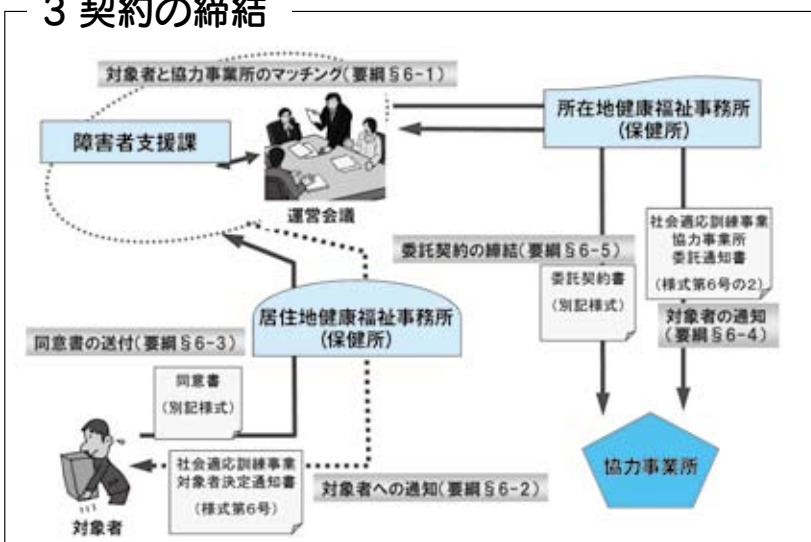 3 契約の締結
対象者と協力事業所のマッチング(要綱§6-1)
障害者支援課
運営会議
所在地健康福祉事務所
(保健所)
委託契約の締結(要綱§6-5)
委託契約書
(別記様式)
社会適応訓練事業
協力事業所
委託通知書
(様式第6号の2)
対象者の通知
(要綱§6-4)
居住地健康福祉事務所
(保健所)
同意書の送付(要綱§6-3)
同意書
(別記様式)
社会適応訓練事業
対象者決定通知書
(様式第6号)
対象者への通知(要綱§6-2)
対象者
協力事業所